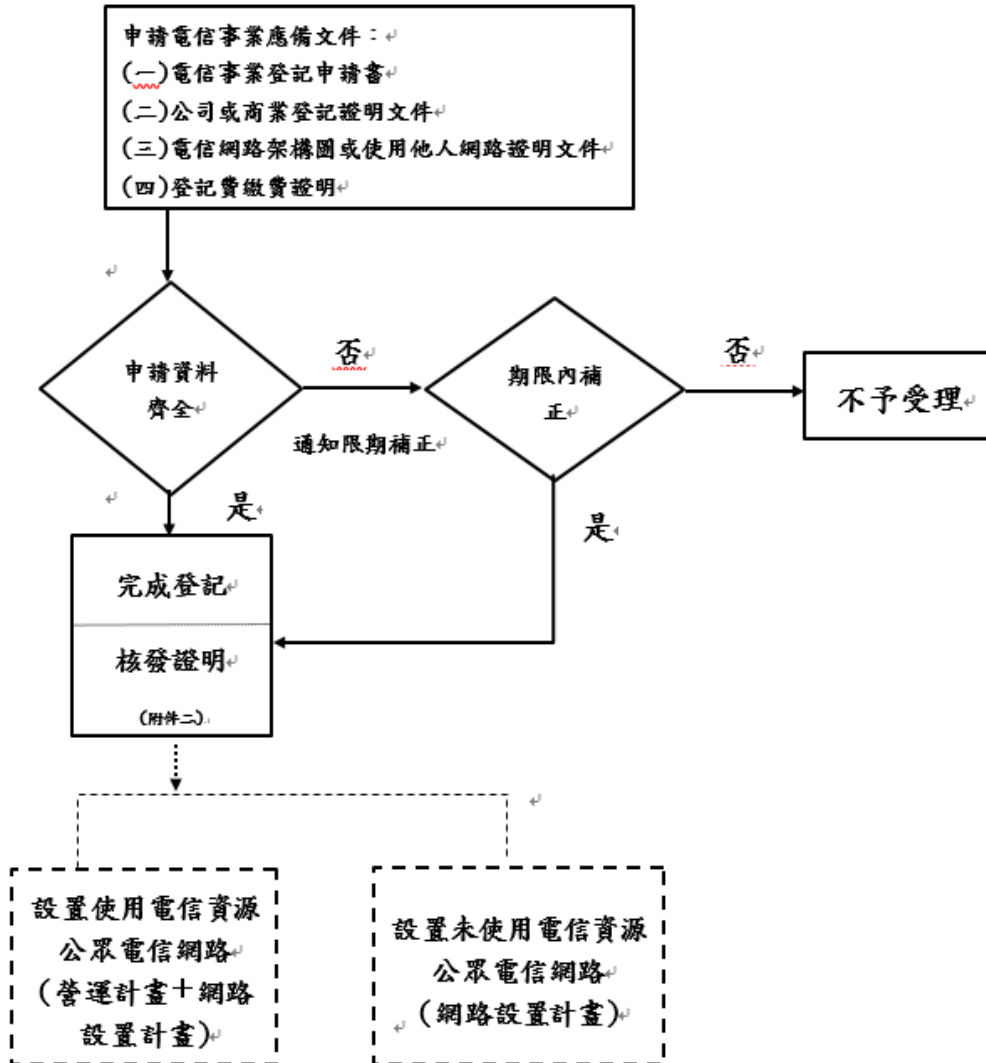 申請電信事業應備文件：
(一)電信事業登記申請書
(二)公司或商業登記證明文件
(三)電信網路架構圖或使用他人網路證明文件
(四)登記費繳費證明
申請資料
齊全
否
通知限期補正
期限內補
正
否
不予受理
是
是
完成登記
核發證明
(附件二)
設置使用電信資源
公眾電信網路
(營運計畫＋網路
設置計畫)
設置未使用電信資源
公眾電信網路
(網路設置計畫)